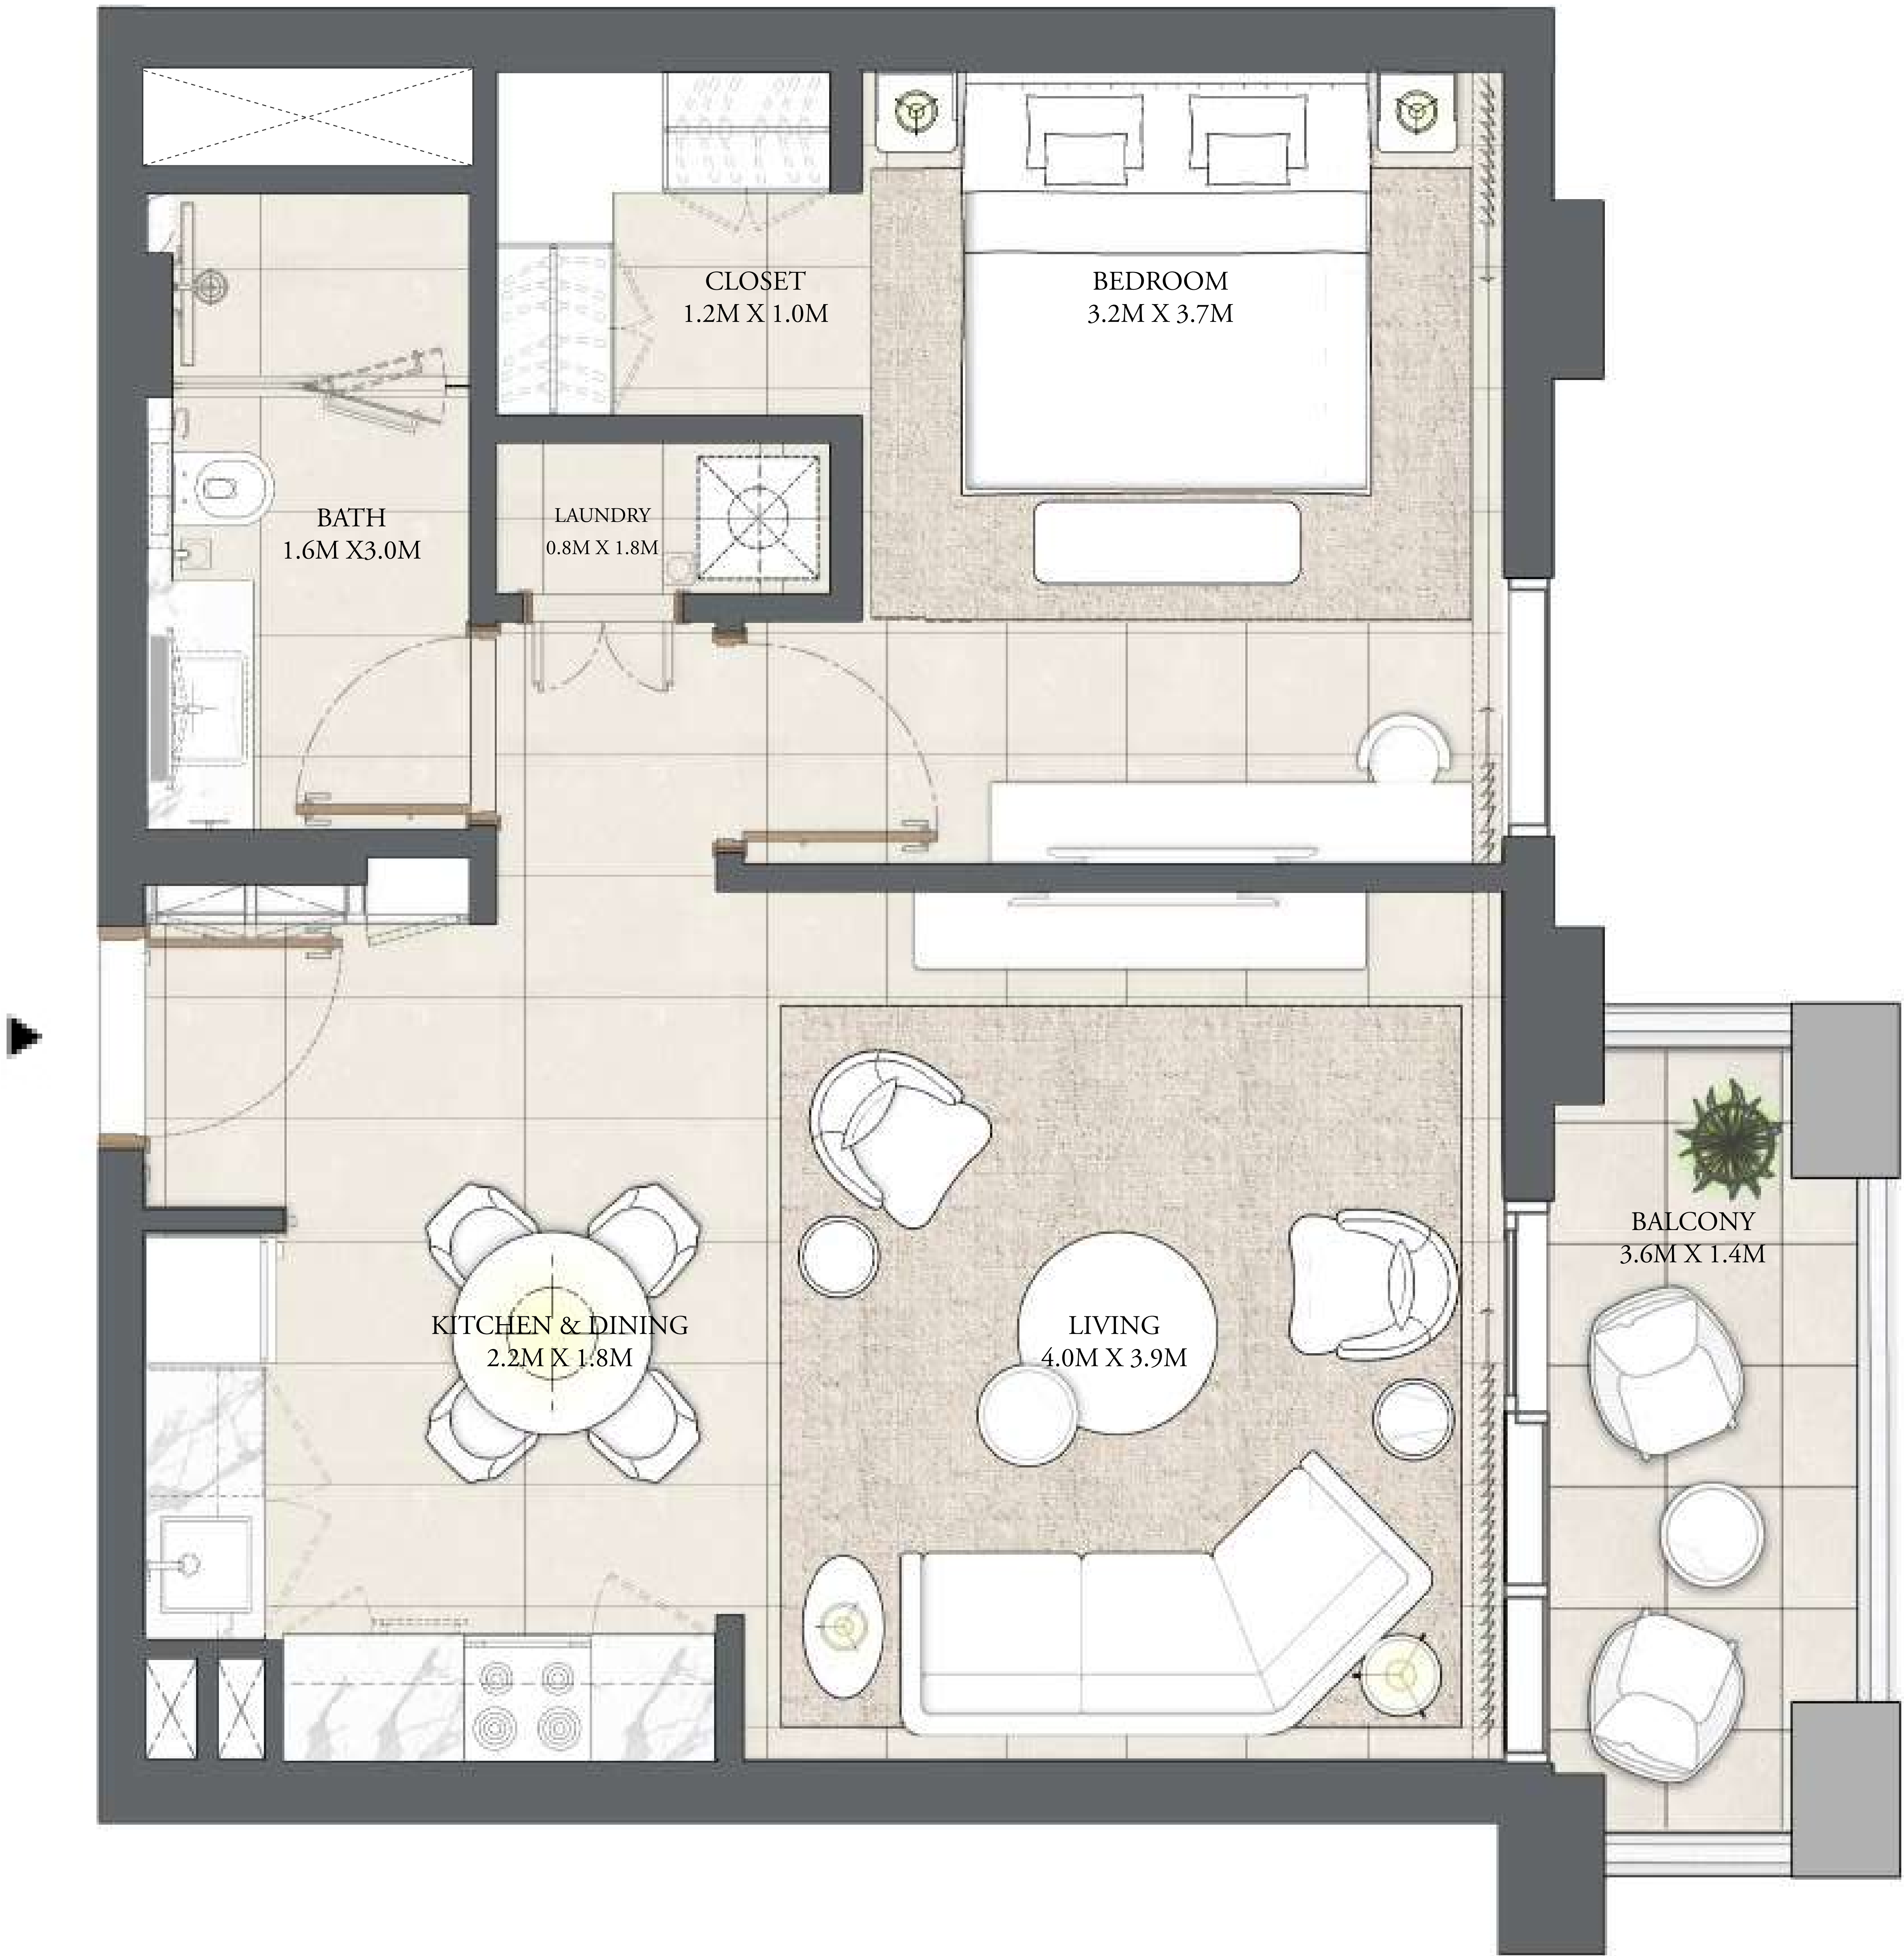 CLOSET
1.2M X 1.0M
BEDROOM
3.2M X 3.7M
BATH
1.6M X3.0M
LAUNDRY
0.8M X 1.8M
BALCONY
3.6M X 1.4M
KITCHEN & DINING
2.2M X 1.8M
LIVING
4.0M X 3.9M